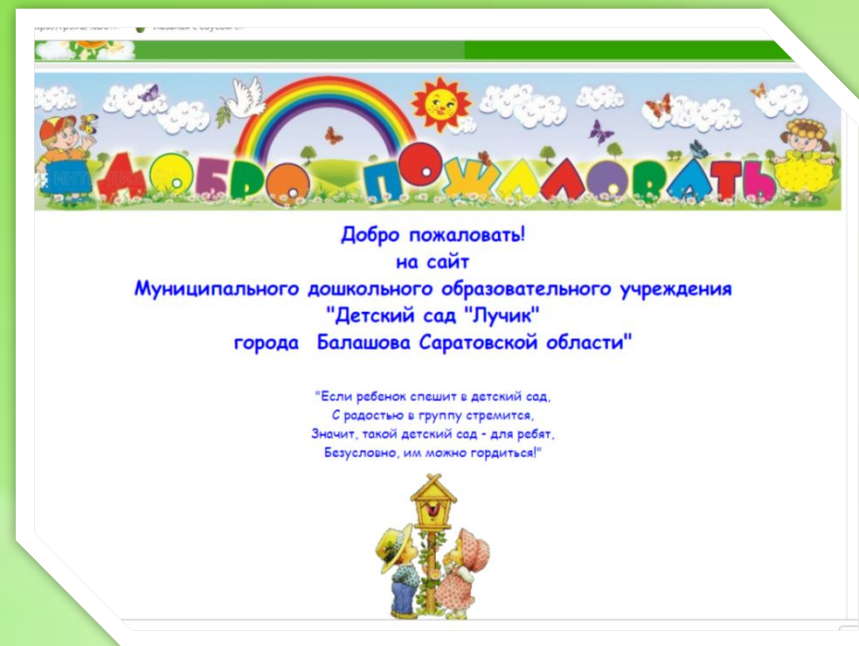 ДОБРО ПОЖАЛОВАТЬ
Добро пожаловать!
на сайт
Муниципального дошкольного образовательного учреждения
"Детский сад "Лучик"
города Балашова Саратовской области"
"Если ребенок спешит в детский сад,
С радостью в группу стремится,
Значит, такой детский сад - для ребят,
Безусловно, им можно гордиться!"